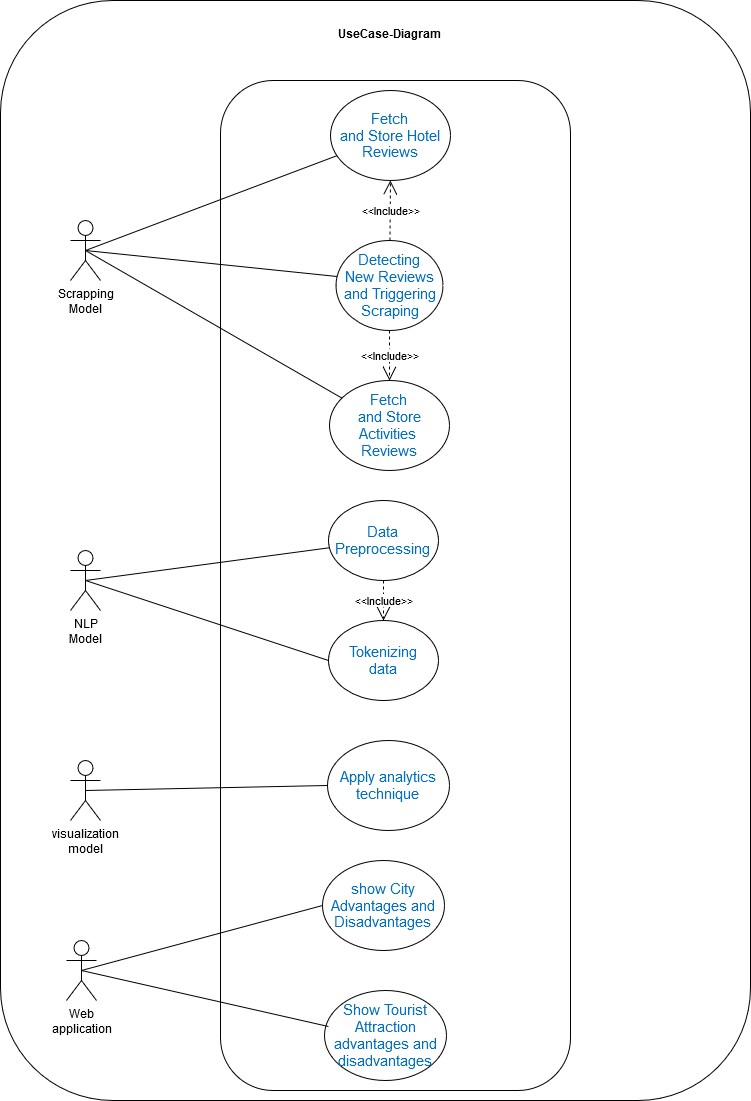 UseCase-Diagram
Fetch
and Store Hotel
Reviews
<<Include>>
Detecting
New Reviews
and Triggering
Scraping
Scrapping
Model
<<Include>>
Fetch
and Store
Activities
Reviews
Data
Preprocessing
<<Include>>
NLP
Model
Tokenizing
data
Apply analytics
technique
visualization
model
show City
Advantages and
Disadvantages
Web
application
Show Tourist
Attraction
advantages and
disadvantages